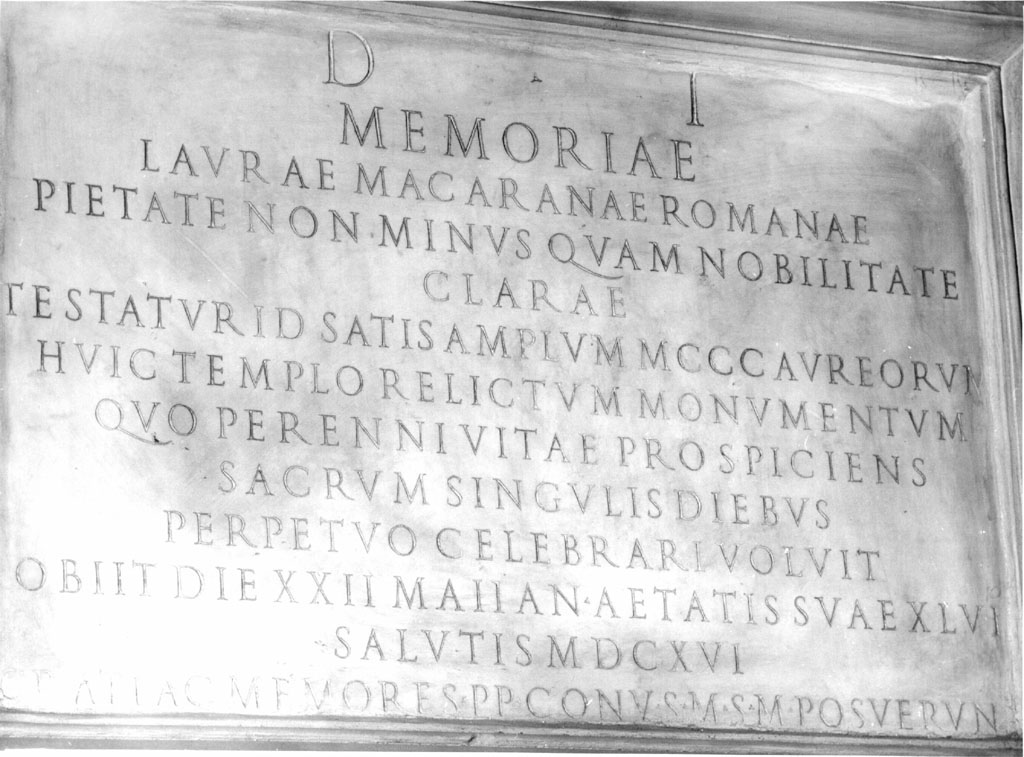 D I
MEMORIAE
LAVRAE MACARANAE ROMANAE
PIETATE NON MINVS QVAM NOBILITATE
CLARAE
TESTATVR ID SATIS AMPLVM MCCC AVREORVM
HVIC TEMPLO RELICTVM MONVMENTVM
QVO PERENNI VITAE PROSPICIENS
SACRVM SINGVLIS DIEBVS
PERPETVO CELEBRARI VOLVIT
OBIIT DIE XXII MAII AN· AETATIS SVAE XLVI
SALVTIS MDCXVI
MEMORES·PP CONVS·M·S·M·POSVERVN